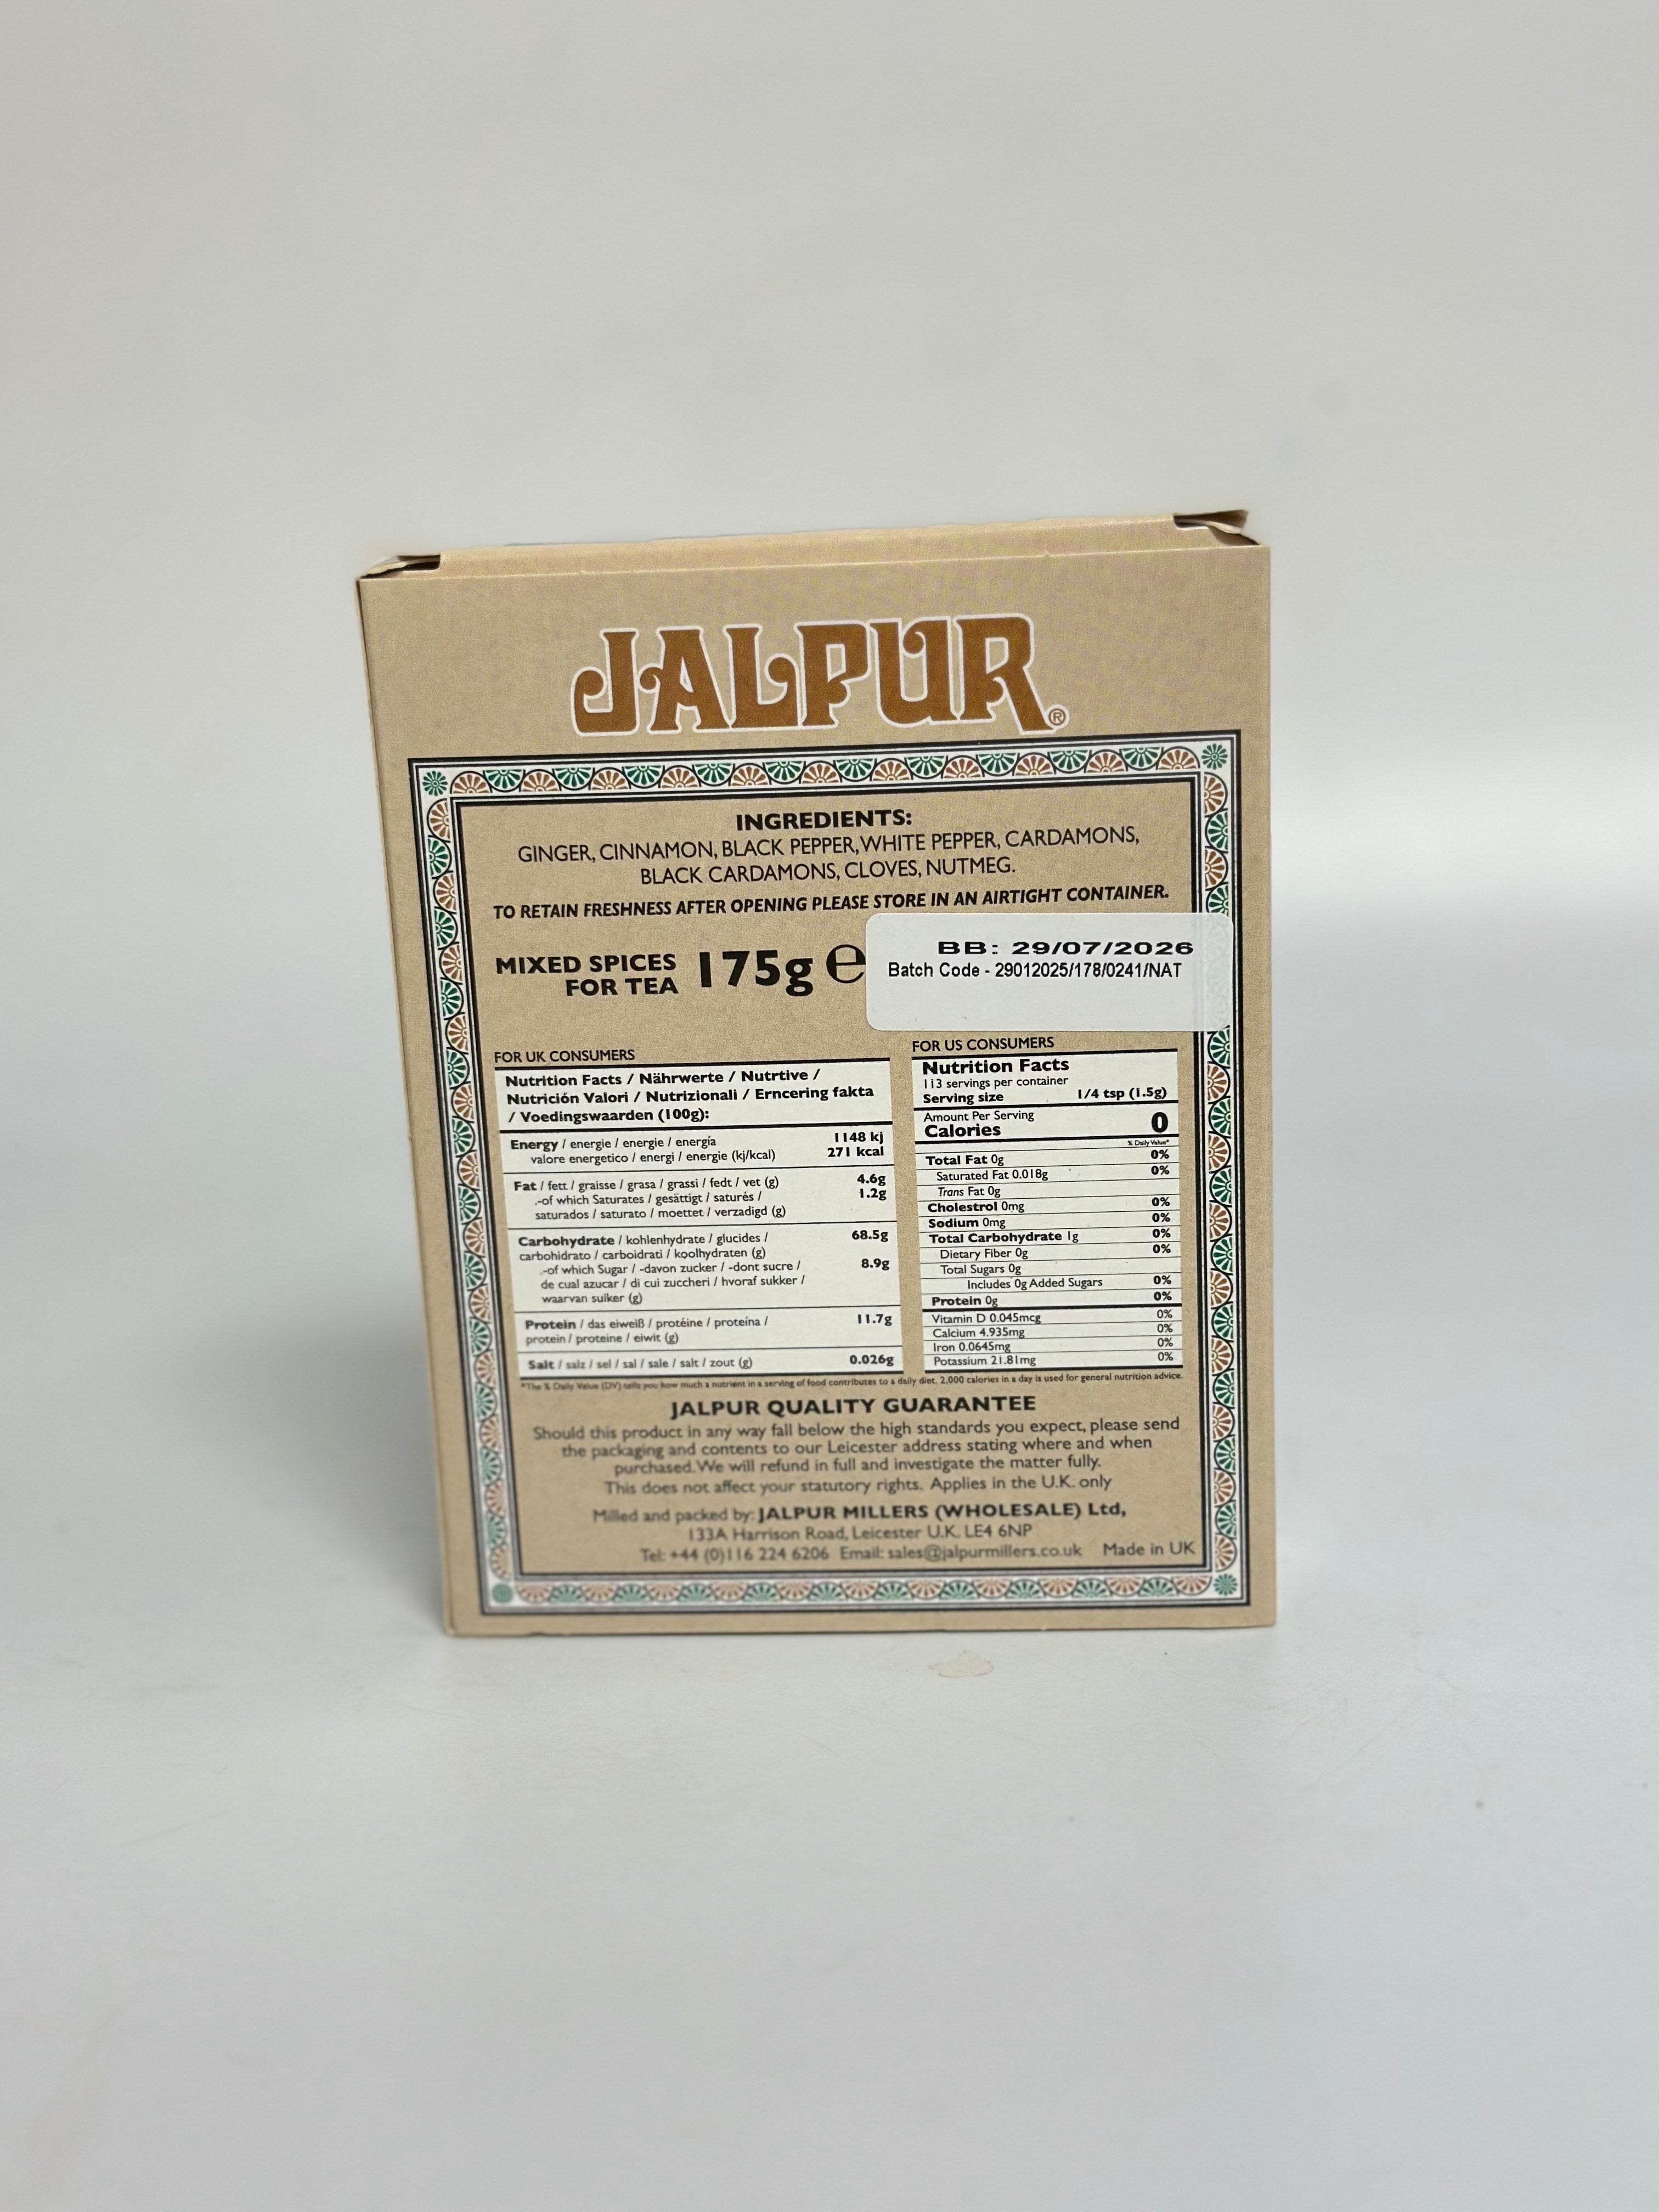 JALPUR®
INGREDIENTS:
GINGER, CINNAMON, BLACK PEPPER, WHITE PEPPER, CARDAMONS,
BLACK CARDAMONS, CLOVES, NUTMEG.
TO RETAIN FRESHNESS AFTER OPENING PLEASE STORE IN AN AIRTIGHT CONTAINER.
MIXED SPICES
FOR TEA
175g ℮
BB: 29/07/2026
Batch Code - 29012025/178/0241/NAT
FOR UK CONSUMERS
Nutrition Facts / Nährwerte / Nutrtive /
Nutrición Valori / Nutrizionali / Erncering fakta
/ Voedingswaarden (100g):
Energy / energie / energie / energía 1148 kj
valore energetico / energi / energie (kj/kcal) 271 kcal
Fat / fett / graisse / grasa / grassi / fedt / vet (g) 4.6g
.-of which Saturates / gesättigt / saturés / 1.2g
saturados / saturato / moettet / verzadigd (g)
Carbohydrate / kohlenhydrate / glucides / 68.5g
carbohidrato / carboidrati / koolhydraten (g)
.-of which Sugar / -davon zucker / -dont sucre / 8.9g
de cual azucar / di cui zuccheri / hvoraf sukker /
waarvan suiker (g)
Protein / das eiweiß / protéine / proteína / 11.7g
protein / proteine / eiwit (g)
Salt / salz / sel / sal / sale / salt / zout (g) 0.026g
FOR US CONSUMERS
Nutrition Facts
113 servings per container
Serving size 1/4 tsp (1.5g)
Amount Per Serving
Calories 0
% Daily Value*
Total Fat 0g 0%
Saturated Fat 0.018g 0%
Trans Fat 0g
Cholestrol 0mg 0%
Sodium 0mg 0%
Total Carbohydrate 1g 0%
Dietary Fiber 0g 0%
Total Sugars 0g
Includes 0g Added Sugars 0%
Protein 0g 0%
Vitamin D 0.045mcg 0%
Calcium 4.935mg 0%
Iron 0.0645mg 0%
Potassium 21.81mg 0%
*The % Daily Value (DV) tells you how much a nutrient in a serving of food contributes to a daily diet. 2,000 calories in a day is used for general nutrition advice.
JALPUR QUALITY GUARANTEE
Should this product in any way fall below the high standards you expect, please send
the packaging and contents to our Leicester address stating where and when
purchased. We will refund in full and investigate the matter fully.
This does not affect your statutory rights. Applies in the U.K. only
Milled and packed by: JALPUR MILLERS (WHOLESALE) Ltd,
133A Harrison Road, Leicester U.K. LE4 6NP
Tel: +44 (0)116 224 6206 Email: sales@jalpurmillers.co.uk Made in UK